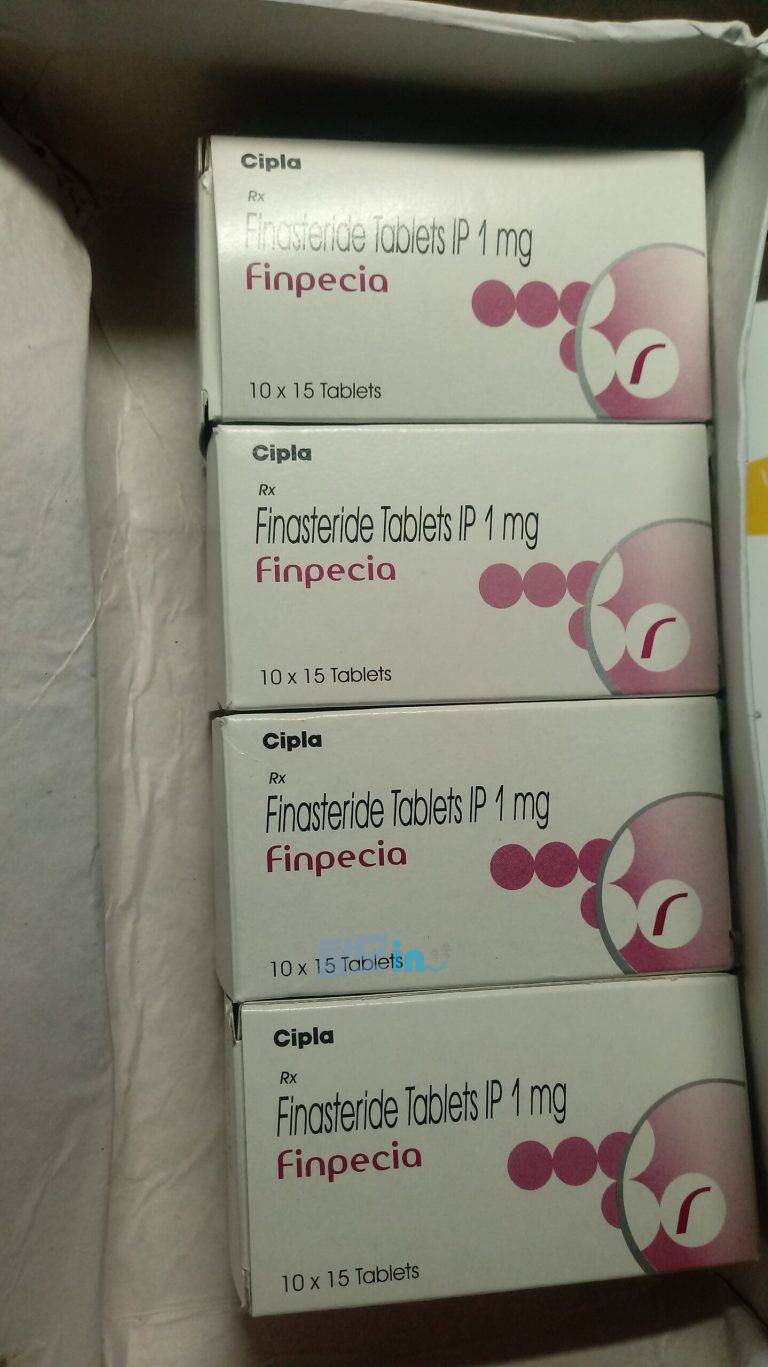 Cipla
Rx
Finasteride Tablets IP 1 mg
Finpecia
10 x 15 Tablets
Cipla
Rx
Finasteride Tablets IP 1 mg
Finpecia
10 x 15 Tablets
Cipla
Rx
Finasteride Tablets IP 1 mg
Finpecia
10 x 15 Tablets
in
Cipla
Rx
Finasteride Tablets IP 1 mg
Finpecia
10 x 15 Tablets